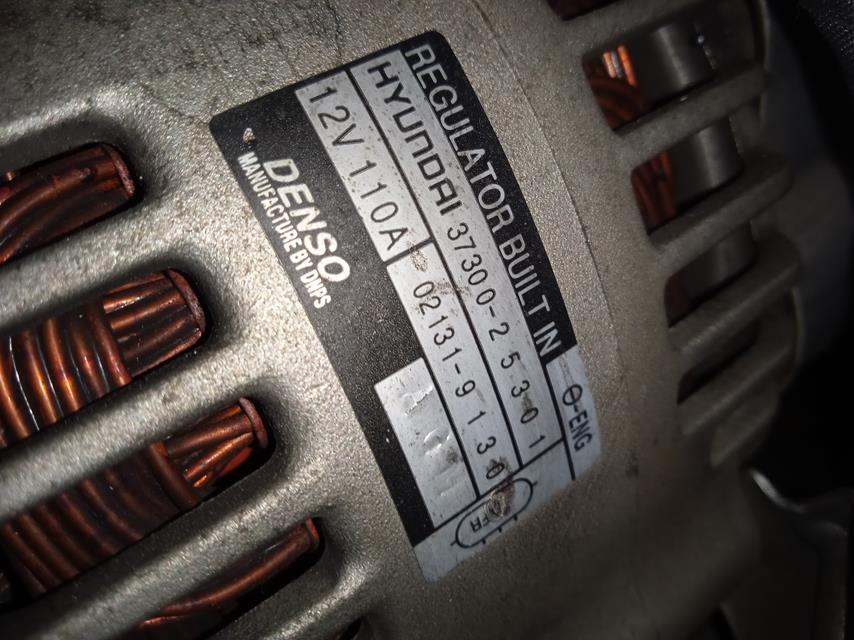 REGULATOR BUILT IN
HYUNDAI 37300-25301
12V 110A 02131-9130
DENSO
MANUFACTURE BY DNPS
⊖-ENG
FR